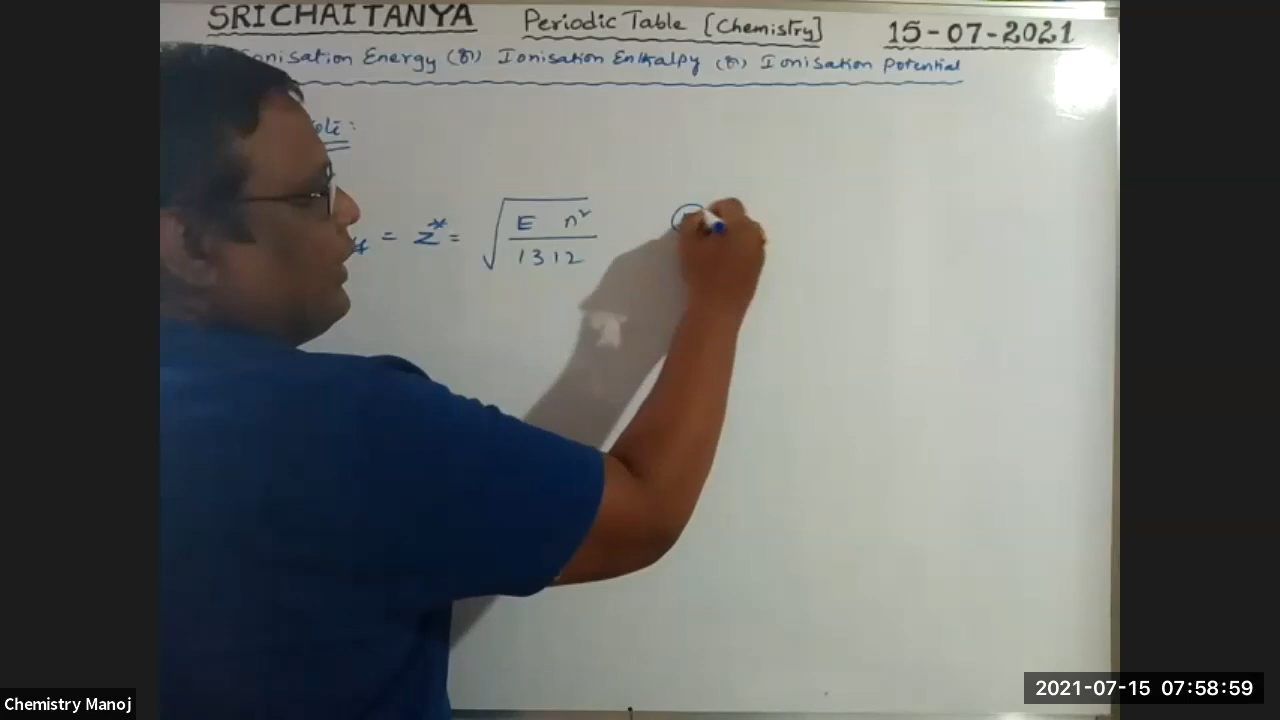 SRICHAITANYA Periodic Table [Chemistry] 15-07-2021
onisation Energy (or) Ionisation Enthalpy (or) Ionisation Potential
= Z* = √(E n² / 1312)
Chemistry Manoj
2021-07-15 07:58:59